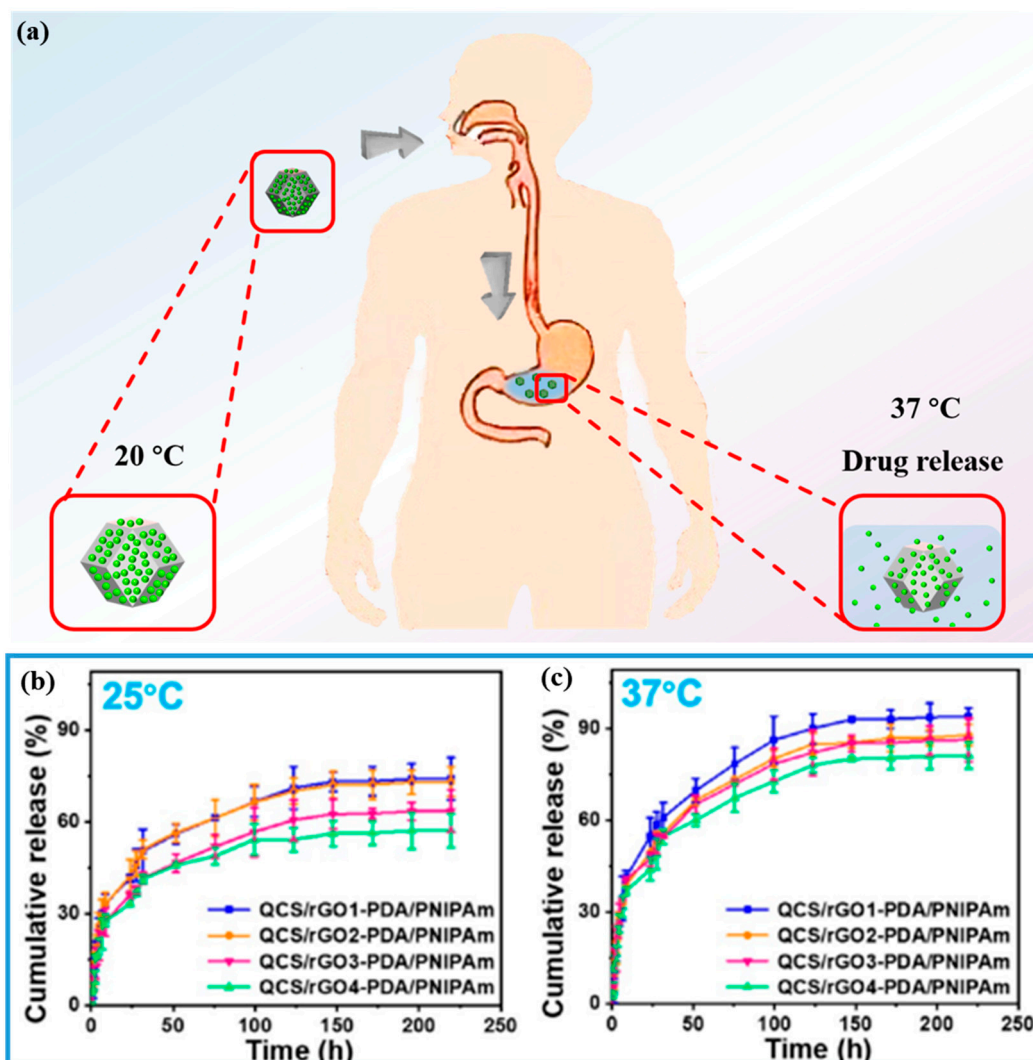 (a)
20 °C
37 °C
Drug release
(b)
25°C
Cumulative release (%)
90
60
30
0
QCS/rGO1-PDA/PNIPAm
QCS/rGO2-PDA/PNIPAm
QCS/rGO3-PDA/PNIPAm
QCS/rGO4-PDA/PNIPAm
0 50 100 150 200 250
Time (h)
(c)
37°C
Cumulative release (%)
90
60
30
0
QCS/rGO1-PDA/PNIPAm
QCS/rGO2-PDA/PNIPAm
QCS/rGO3-PDA/PNIPAm
QCS/rGO4-PDA/PNIPAm
0 50 100 150 200 250
Time (h)